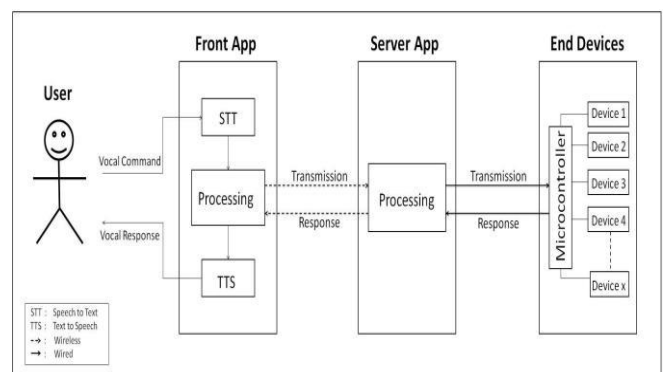 Front App
Server App
End Devices
User
STT
Vocal Command
Processing
Transmission
Response
Vocal Response
TTS
Processing
Transmission
Response
Microcontroller
Device 1
Device 2
Device 3
Device 4
Device x
STT : Speech to Text
TTS : Text to Speech
: Wireless
: Wired